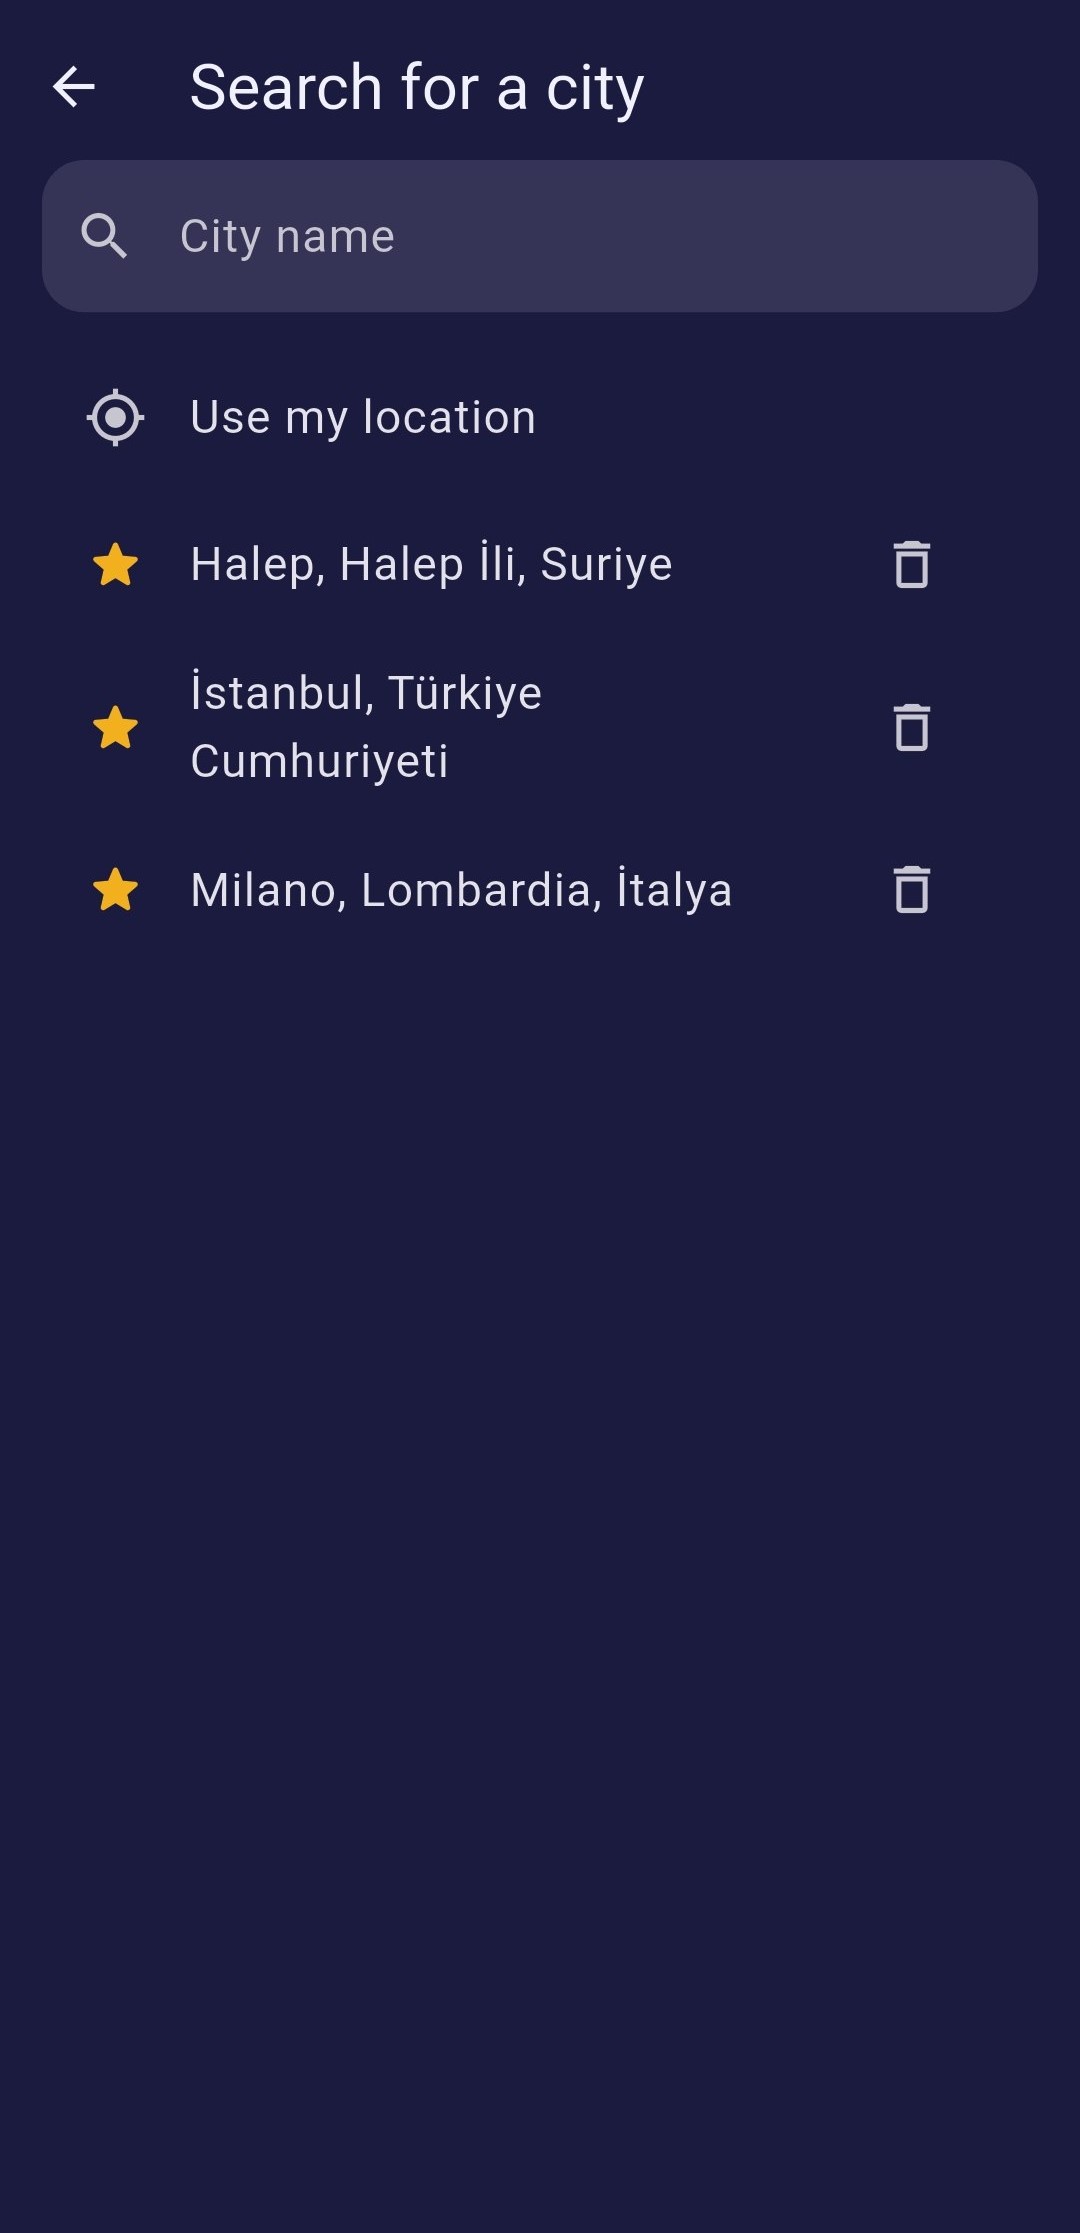 Search for a city
City name
Use my location
Halep, Halep İli, Suriye
İstanbul, Türkiye
Cumhuriyeti
Milano, Lombardia, İtalya